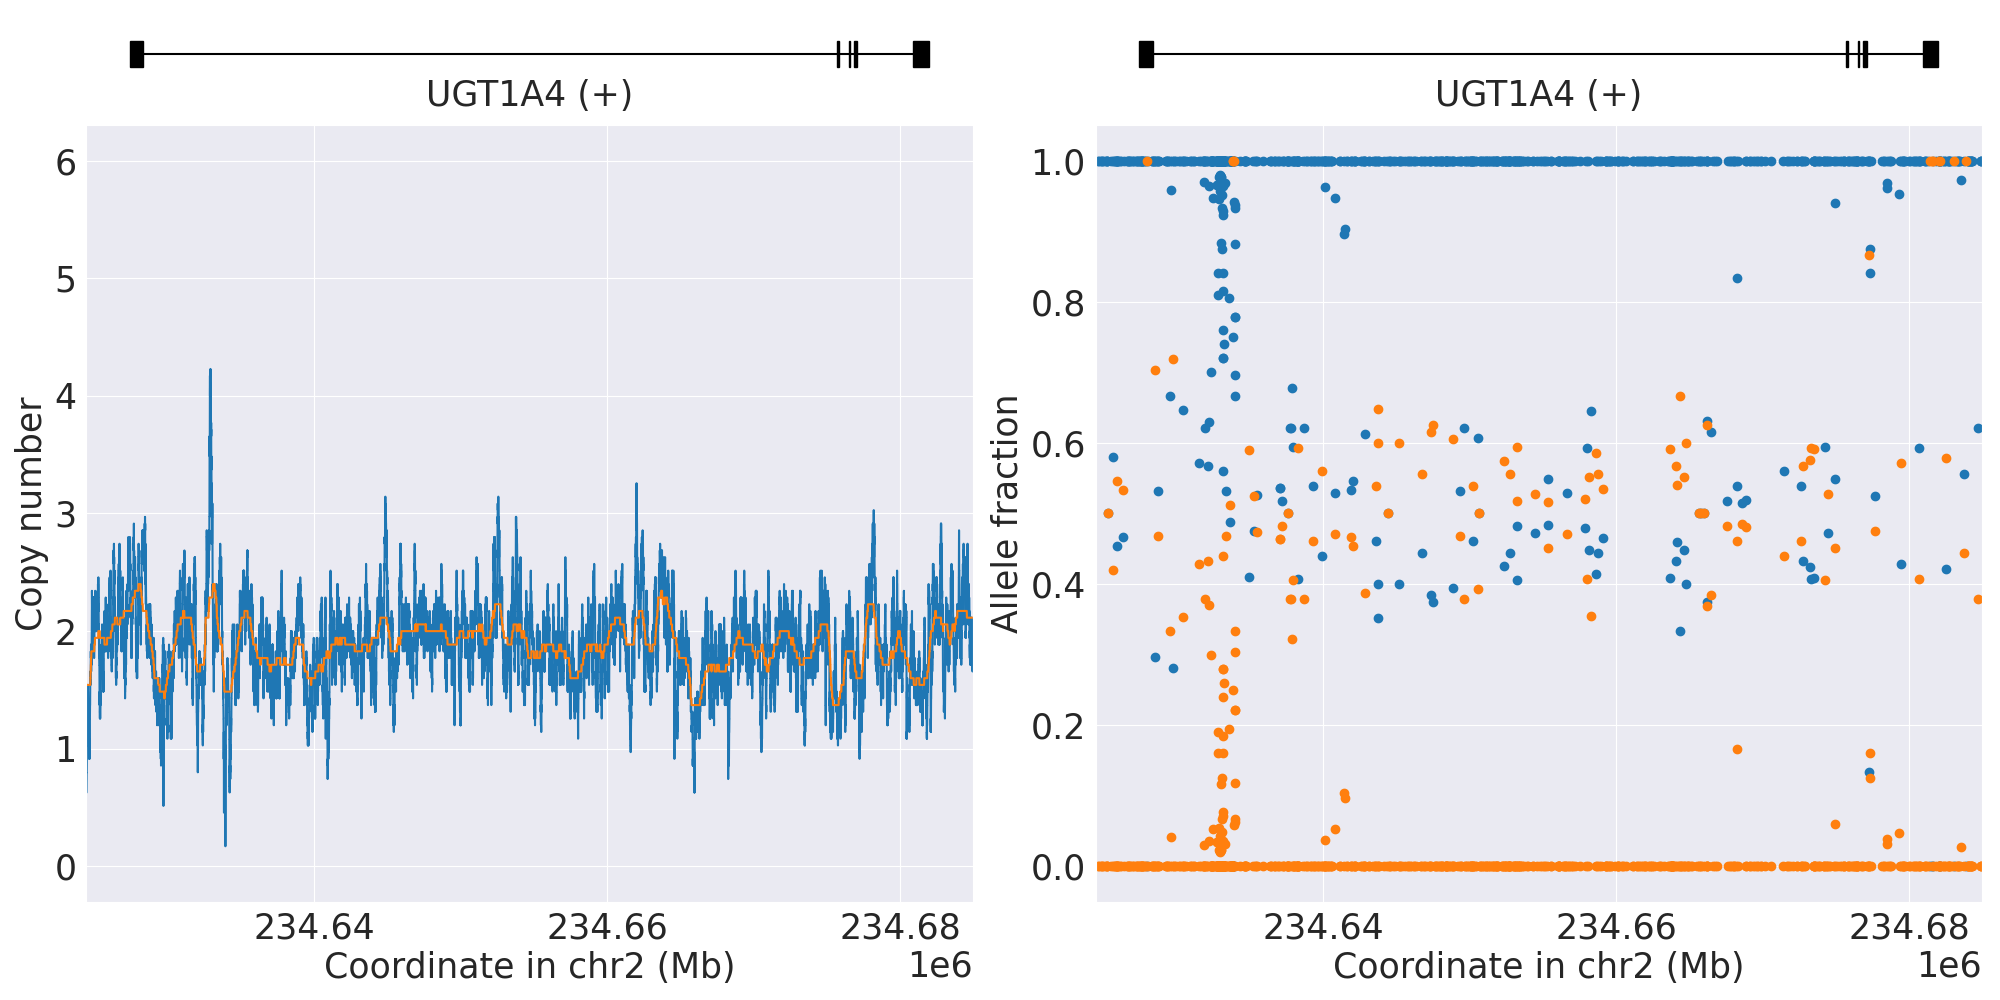 UGT1A4 (+)
6
5
4
3
2
1
0
Copy number
234.64
234.66
234.68
1e6
Coordinate in chr2 (Mb)
UGT1A4 (+)
1.0
0.8
0.6
0.4
0.2
0.0
Allele fraction
234.64
234.66
234.68
1e6
Coordinate in chr2 (Mb)